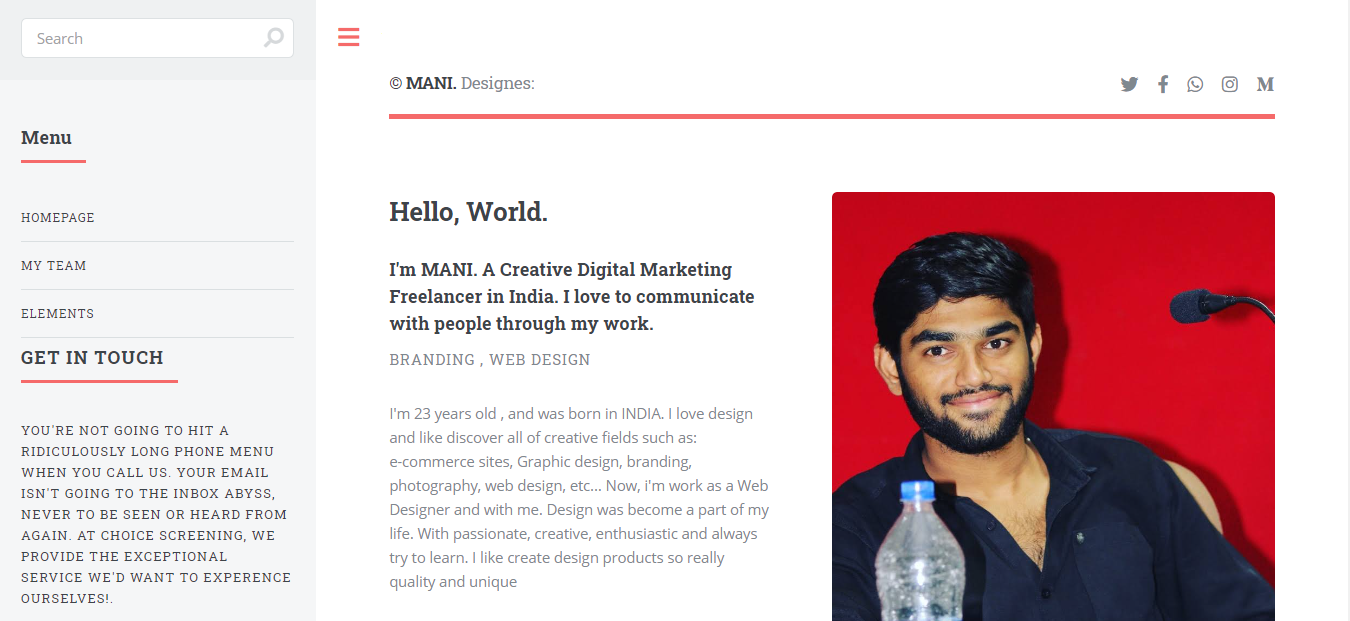 Search
Menu
HOMEPAGE
MY TEAM
ELEMENTS
GET IN TOUCH
YOU'RE NOT GOING TO HIT A
RIDICULOUSLY LONG PHONE MENU
WHEN YOU CALL US. YOUR EMAIL
ISN'T GOING TO THE INBOX ABYSS,
NEVER TO BE SEEN OR HEARD FROM
AGAIN. AT CHOICE SCREENING, WE
PROVIDE THE EXCEPTIONAL
SERVICE WE'D WANT TO EXPERENCE
OURSELVES!.
© MANI. Designes:
Hello, World.
I'm MANI. A Creative Digital Marketing
Freelancer in India. I love to communicate
with people through my work.
BRANDING , WEB DESIGN
I'm 23 years old , and was born in INDIA. I love design
and like discover all of creative fields such as:
e-commerce sites, Graphic design, branding,
photography, web design, etc... Now, i'm work as a Web
Designer and with me. Design was become a part of my
life. With passionate, creative, enthusiastic and always
try to learn. I like create design products so really
quality and unique